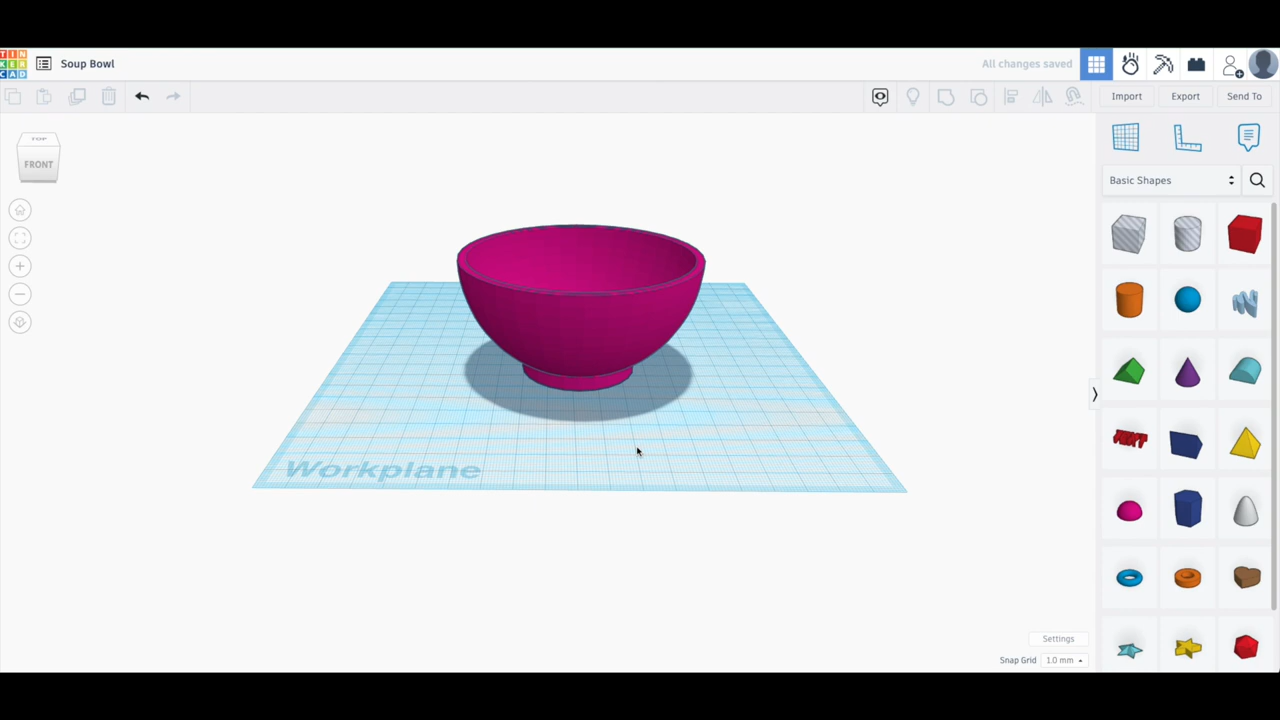 TIN
KER
CAD
Soup Bowl
All changes saved
Import
Export
Send To
TOP
FRONT
Basic Shapes
Workplane
Settings
Snap Grid
1.0 mm